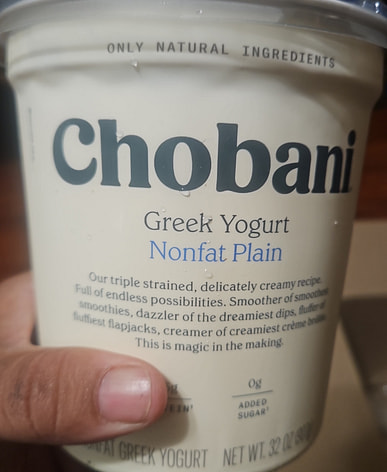 ONLY NATURAL INGREDIENTS
Chobani
Greek Yogurt
Nonfat Plain
Our triple strained, delicately creamy recipe.
Full of endless possibilities. Smoother of smoothest
smoothies, dazzler of the dreamiest dips, fluffer of
fluffiest flapjacks, creamer of creamiest crème brûlée.
This is magic in the making.
0g
ADDED
SUGAR¹
GREEK YOGURT NET WT. 32 OZ